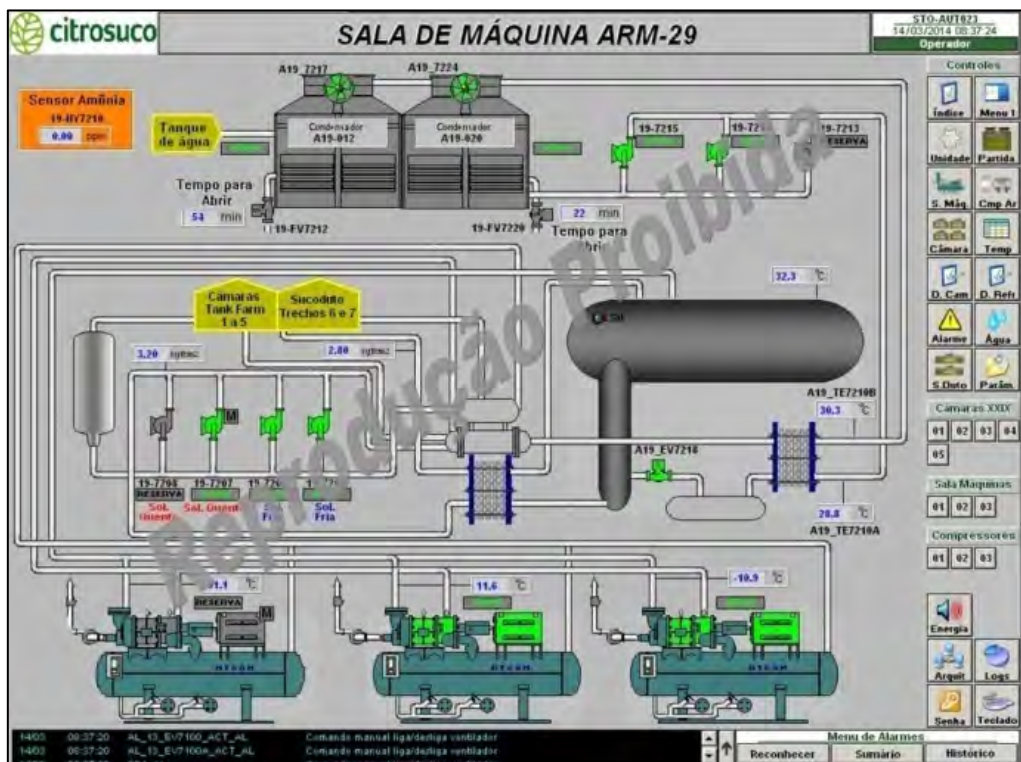 citrosuco
SALA DE MÁQUINA ARM-29
STO-AUT023
14/03/2014 08:37:24
Operador
Sensor Amônia
19-HV7210
0.00 ppm
Tanque
de água
A19_7217
A19_7224
Condensador
A19-012
Condensador
A19-020
19-7215
19-7213
RESERVA
Tempo para
Abrir
54 min
19-FV7212
22 min
Tempo para
Abrir
19-FV7220
Câmaras
Tank Farm
1 a 5
Sucoduto
Trechos 6 e 7
3,20
2,80
32,3 °C
A19_TE7210B
30,3 °C
A19_EV7218
28,8 °C
A19_TE7210A
19-7208
RESERVA
Sol.
Quente
19-7207
Sol. Quente
Sol.
Fria
Sol.
Fria
M
°C
RESERVA
M
11,6 °C
-10,9 °C
Reprodução Proibida
Controles
Índice
Menu 1
Unidade
Partida
S. Máq
Cmp Ar
Câmara
Temp
D. Cam
D. Refr
Alarme
Água
S.Duto
Parâm.
Câmaras XXIX
01 02 03 04
05
Sala Maquinas
01 02 03
Compressores
01 02 03
Energia
Arquit
Logs
Senha
Teclado
14/03 08:37:20 AL_13_EV7100_ACT_AL Comando manual liga/desliga ventilador
14/03 08:37:20 AL_13_EV7100A_ACT_AL Comando manual liga/desliga ventilador
Menu de Alarmes
Reconhecer
Sumário
Histórico